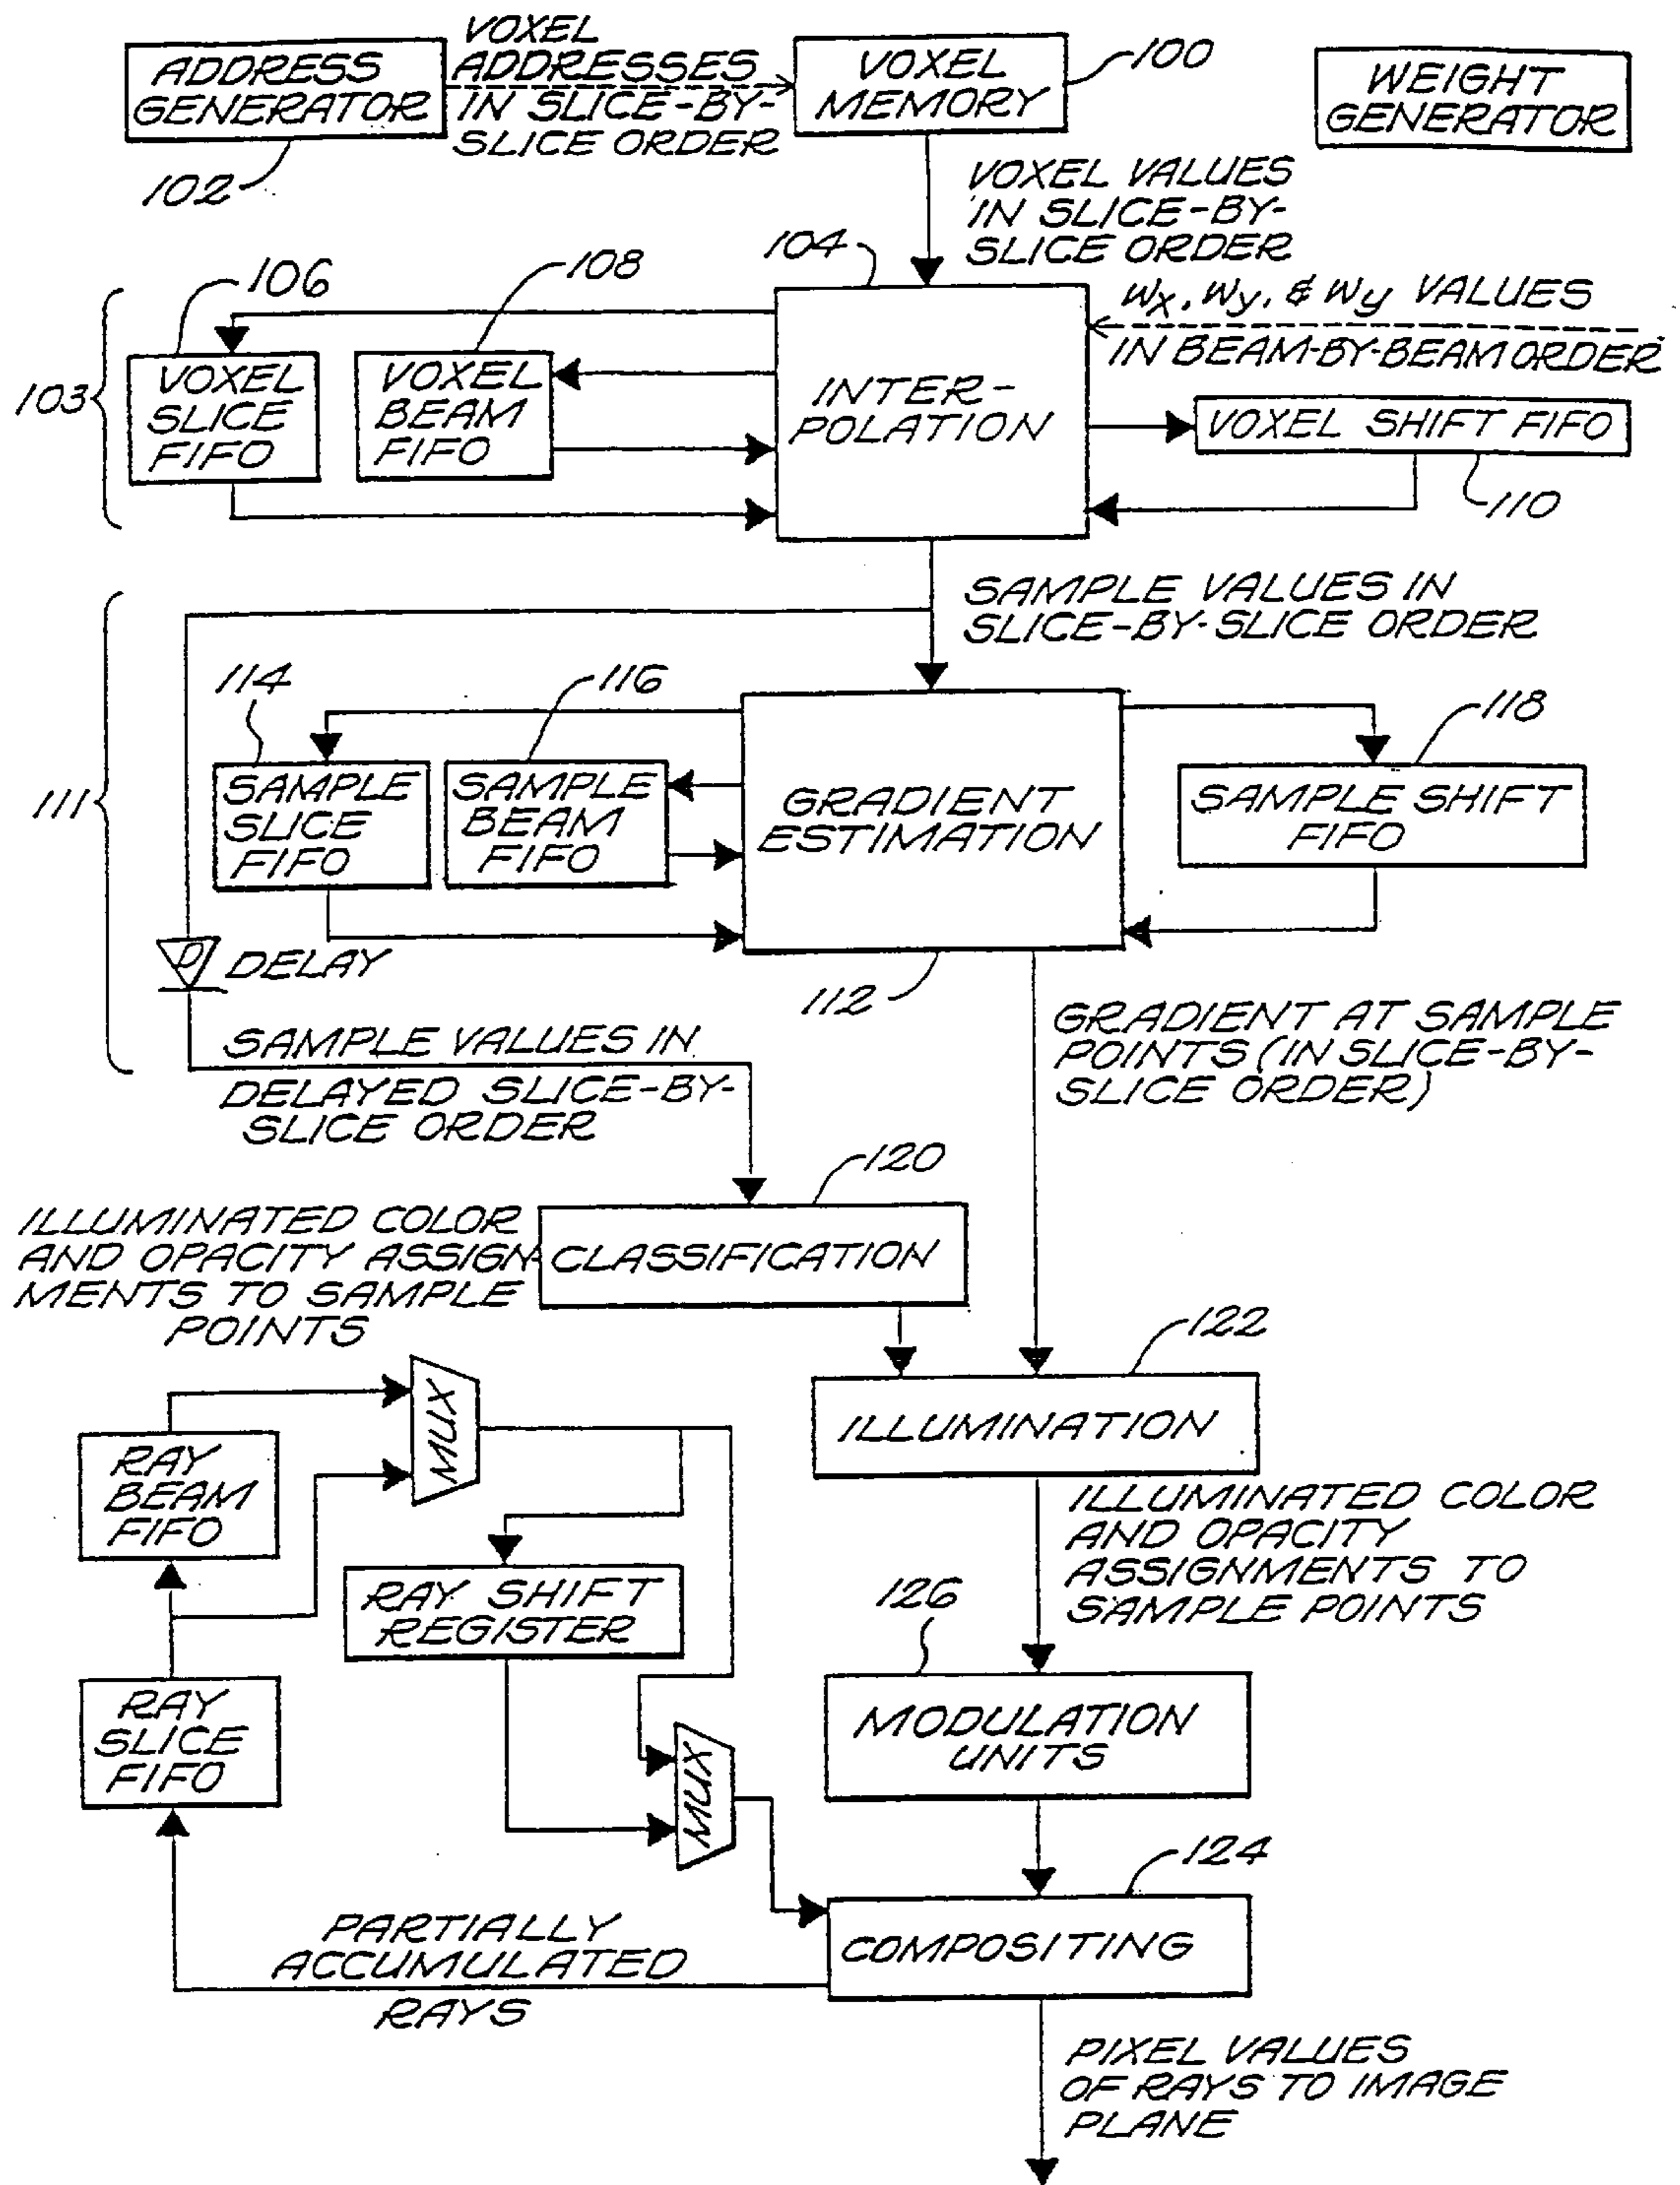 ADDRESS
GENERATOR
102
VOXEL
ADDRESSES
IN SLICE-BY-
SLICE ORDER
VOXEL
MEMORY
100
WEIGHT
GENERATOR
VOXEL VALUES
IN SLICE-BY-
SLICE ORDER
104
106
108
103
VOXEL
SLICE
FIFO
VOXEL
BEAM
FIFO
INTER-
POLATION
Wx, Wy, & Wy VALUES
IN BEAM-BY-BEAM ORDER
VOXEL SHIFT FIFO
110
SAMPLE VALUES IN
SLICE-BY-SLICE ORDER
111
114
116
118
SAMPLE
SLICE
FIFO
SAMPLE
BEAM
FIFO
GRADIENT
ESTIMATION
SAMPLE SHIFT
FIFO
D
DELAY
112
SAMPLE VALUES IN
DELAYED SLICE-BY-
SLICE ORDER
GRADIENT AT SAMPLE
POINTS (IN SLICE-BY-
SLICE ORDER)
120
ILLUMINATED COLOR
AND OPACITY ASSIGN-
MENTS TO SAMPLE
POINTS
CLASSIFICATION
122
ILLUMINATION
MUX
RAY
BEAM
FIFO
RAY SHIFT
REGISTER
ILLUMINATED COLOR
AND OPACITY
ASSIGNMENTS TO
SAMPLE POINTS
126
RAY
SLICE
FIFO
MUX
MODULATION
UNITS
124
COMPOSITING
PARTIALLY
ACCUMULATED
RAYS
PIXEL VALUES
OF RAYS TO IMAGE
PLANE